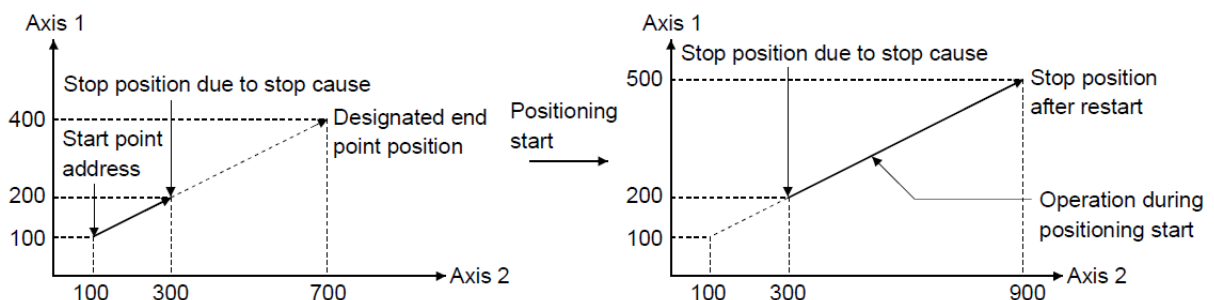 Axis 1
Stop position due to stop cause
400
Start point
address
Designated end
point position
200
100
100
300
700
Axis 2
Positioning
start
Axis 1
Stop position due to stop cause
500
Stop position
after restart
200
100
Operation during
positioning start
100
300
900
Axis 2